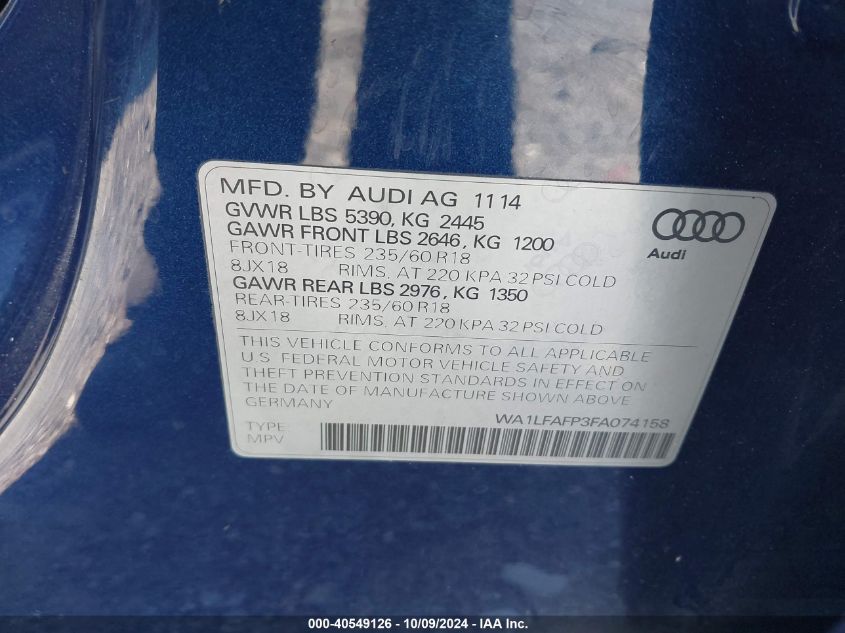 MFD. BY AUDI AG 11 14
GVWR LBS 5390, KG 2445
GAWR FRONT LBS 2646, KG 1200
FRONT-TIRES 235/60 R18
8JX18 RIMS, AT 220 KPA 32 PSI COLD
GAWR REAR LBS 2976, KG 1350
REAR-TIRES 235/60 R18
8JX18 RIMS, AT 220 KPA 32 PSI COLD
Audi
THIS VEHICLE CONFORMS TO ALL APPLICABLE
U.S. FEDERAL MOTOR VEHICLE SAFETY AND
THEFT PREVENTION STANDARDS IN EFFECT ON
THE DATE OF MANUFACTURE SHOWN ABOVE
GERMANY
WA1LFAFP3FA074158
TYPE:
MPV
000-40549126 - 10/09/2024 - IAA Inc.